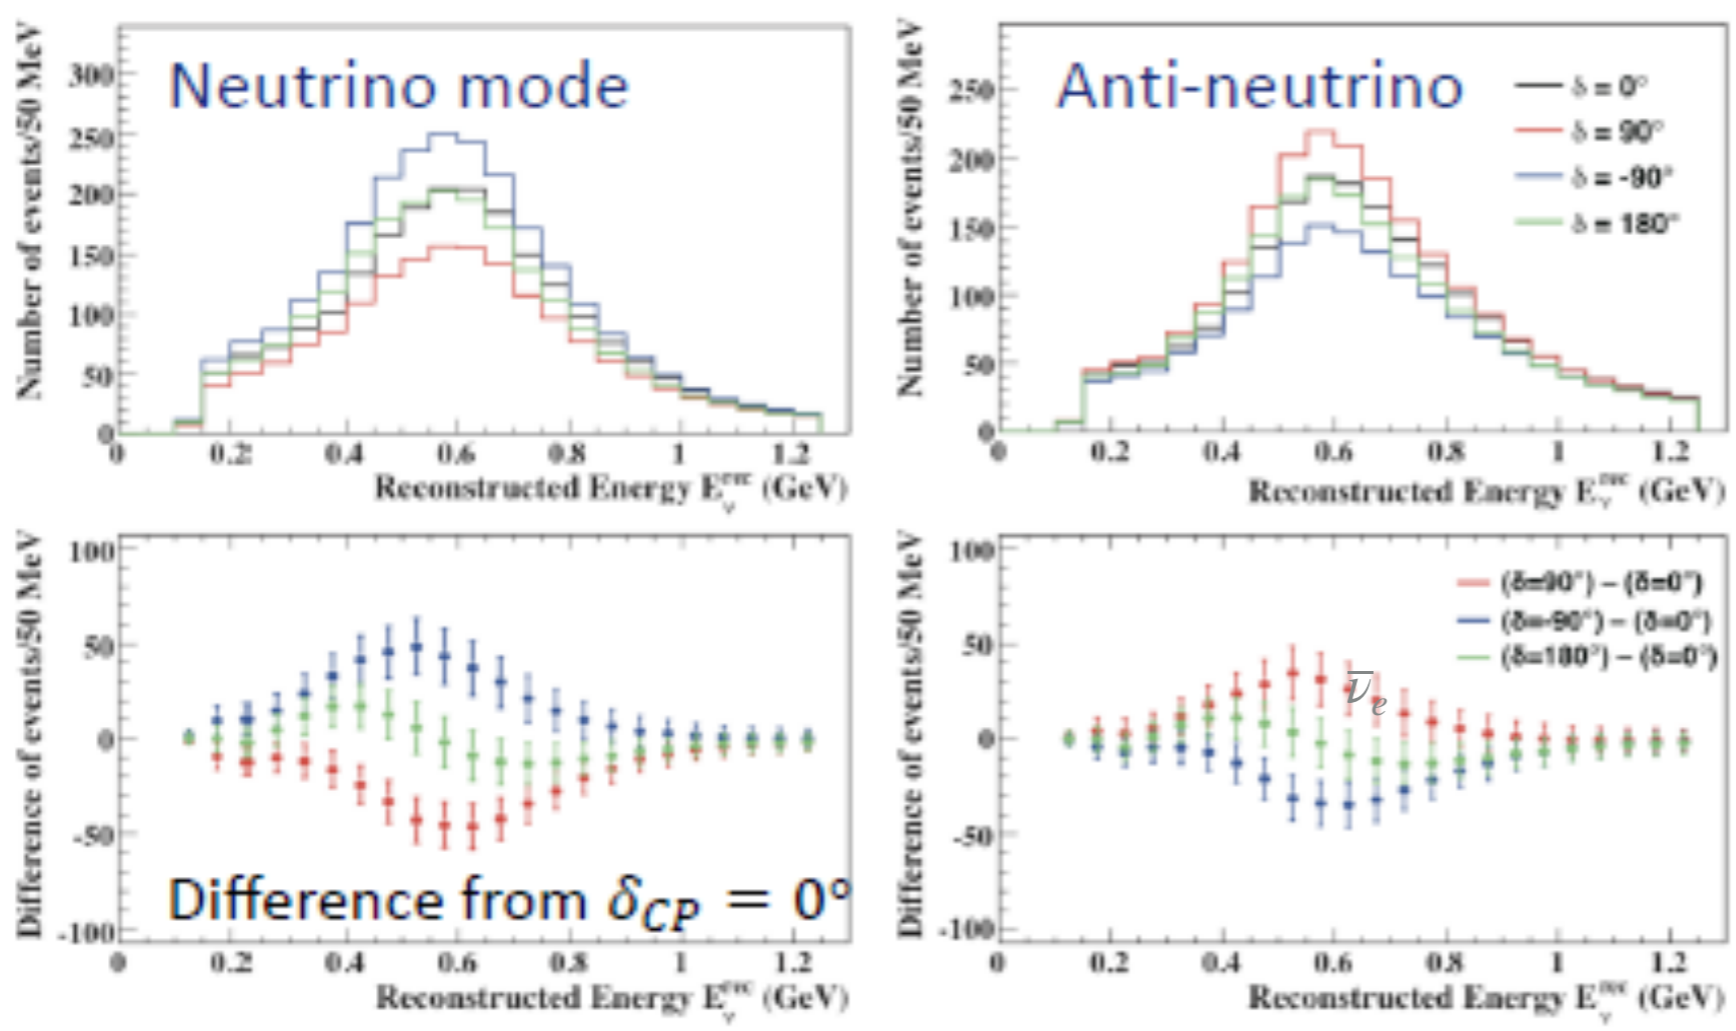 Number of events/50 MeV
Neutrino mode
300
250
200
150
100
50
0
0 0.2 0.4 0.6 0.8 1 1.2
Reconstructed Energy E_ν^rec (GeV)
Number of events/50 MeV
Anti-neutrino
δ = 0°
δ = 90°
δ = -90°
δ = 180°
250
200
150
100
50
0
0 0.2 0.4 0.6 0.8 1 1.2
Reconstructed Energy E_ν^rec (GeV)
Difference of events/50 MeV
100
50
0
-50
-100
Difference from δ_CP = 0°
0 0.2 0.4 0.6 0.8 1 1.2
Reconstructed Energy E_ν^rec (GeV)
Difference of events/50 MeV
100
50
0
-50
-100
(δ=90°) – (δ=0°)
(δ=-90°) – (δ=0°)
(δ=180°) – (δ=0°)
ν̅_e
0 0.2 0.4 0.6 0.8 1 1.2
Reconstructed Energy E_ν^rec (GeV)